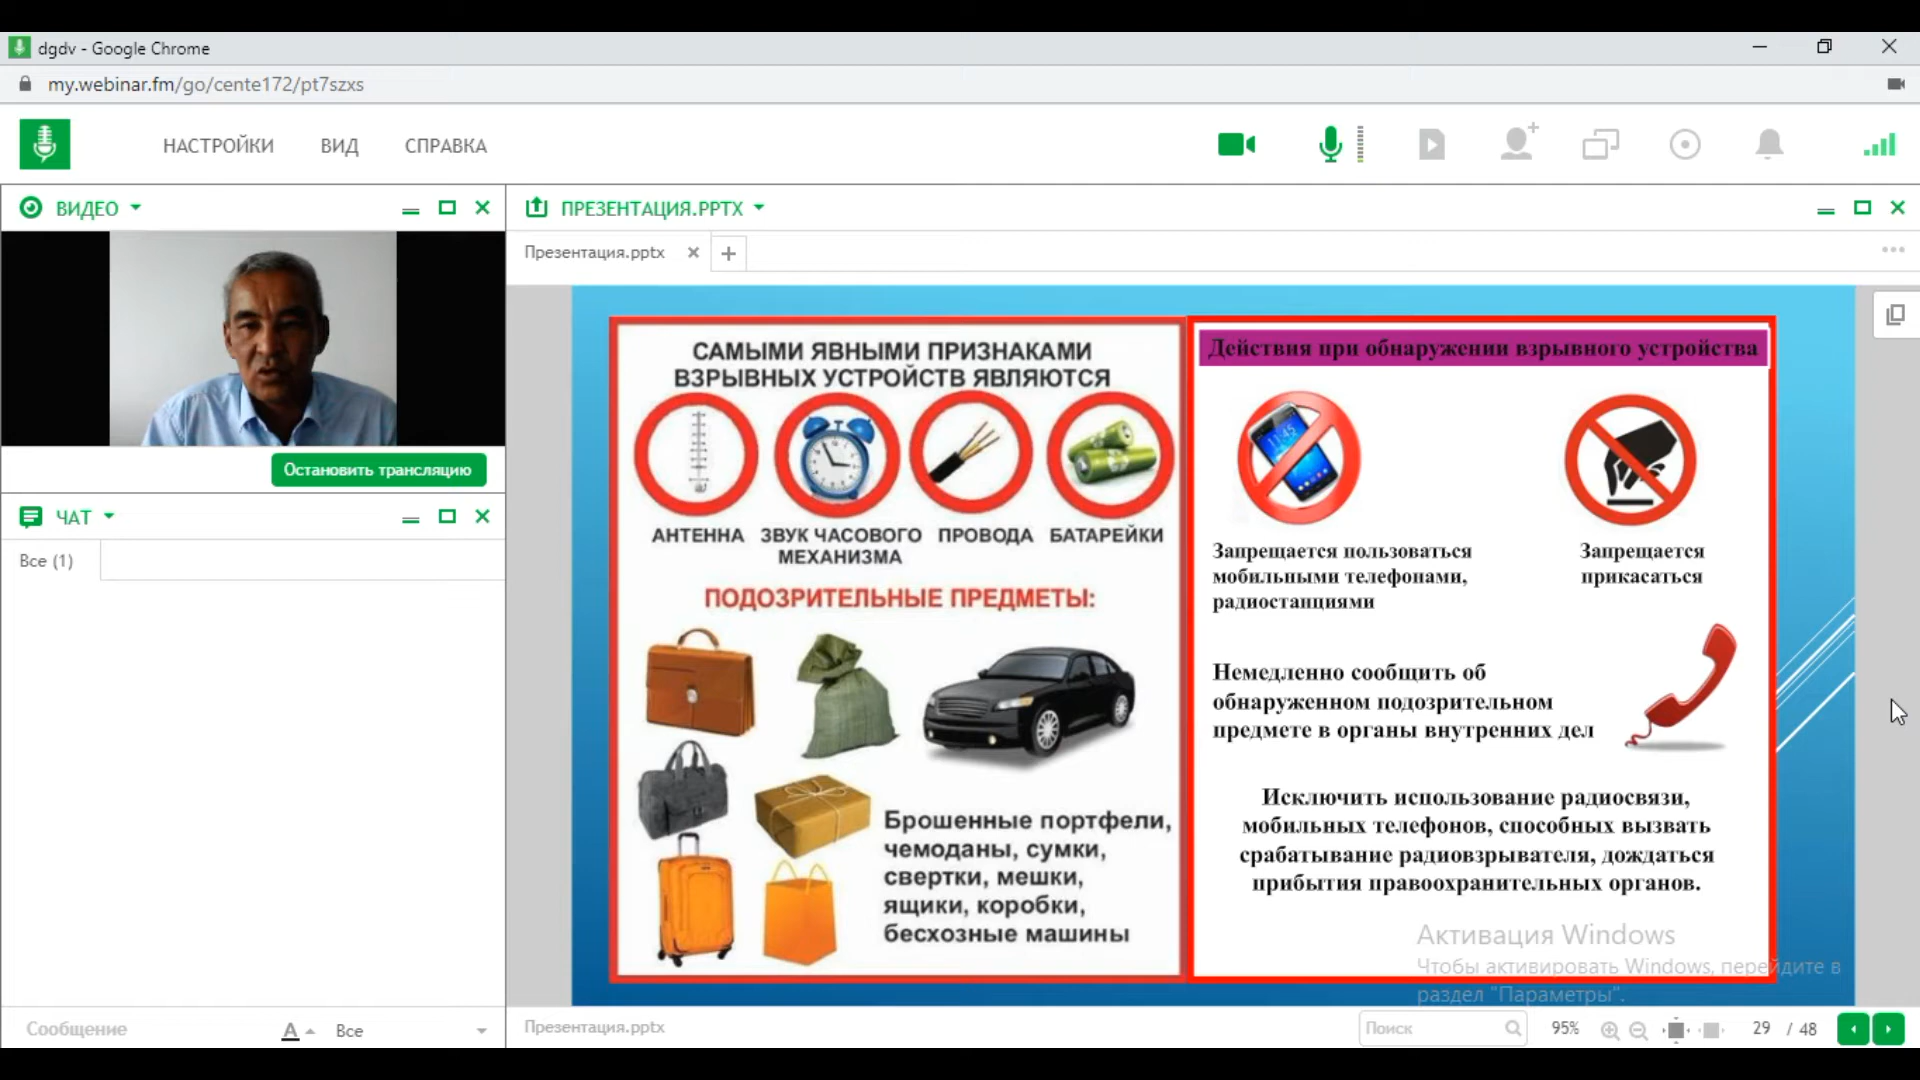 dgdv - Google Chrome
my.webinar.fm/go/cente172/pt7szxs
НАСТРОЙКИ ВИД СПРАВКА
ВИДЕО
Остановить трансляцию
ЧАТ
Все (1)
Сообщение
А
Все
ПРЕЗЕНТАЦИЯ.PPTX
Презентация.pptx
САМЫМИ ЯВНЫМИ ПРИЗНАКАМИ
ВЗРЫВНЫХ УСТРОЙСТВ ЯВЛЯЮТСЯ
АНТЕННА ЗВУК ЧАСОВОГО ПРОВОДА БАТАРЕЙКИ
МЕХАНИЗМА
ПОДОЗРИТЕЛЬНЫЕ ПРЕДМЕТЫ:
Брошенные портфели,
чемоданы, сумки,
свертки, мешки,
ящики, коробки,
бесхозные машины
Действия при обнаружении взрывного устройства
11:45
Запрещается пользоваться
мобильными телефонами,
радиостанциями
Запрещается
прикасаться
Немедленно сообщить об
обнаруженном подозрительном
предмете в органы внутренних дел
Исключить использование радиосвязи,
мобильных телефонов, способных вызвать
срабатывание радиовзрывателя, дождаться
прибытия правоохранительных органов.
Активация Windows
Чтобы активировать Windows, перейдите в
раздел "Параметры".
Презентация.pptx
Поиск
95%
29 / 48